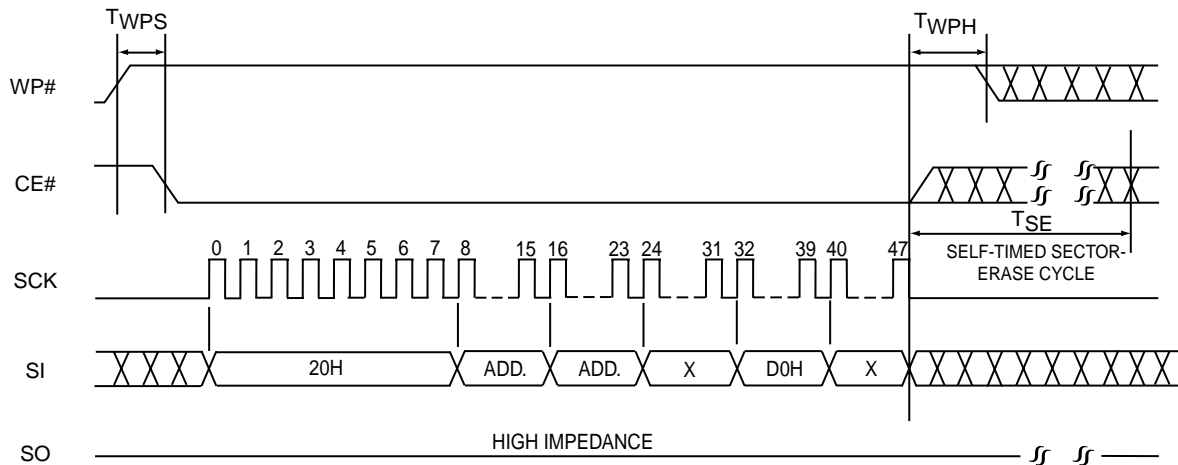 TWPS TWPH
WP#
CE#
TSE
0 1 2 3 4 5 6 7 8 15 16 23 24 31 32 39 40 47
SELF-TIMED SECTOR-
ERASE CYCLE
SCK
SI 20H ADD. ADD. X D0H X
HIGH IMPEDANCE
SO